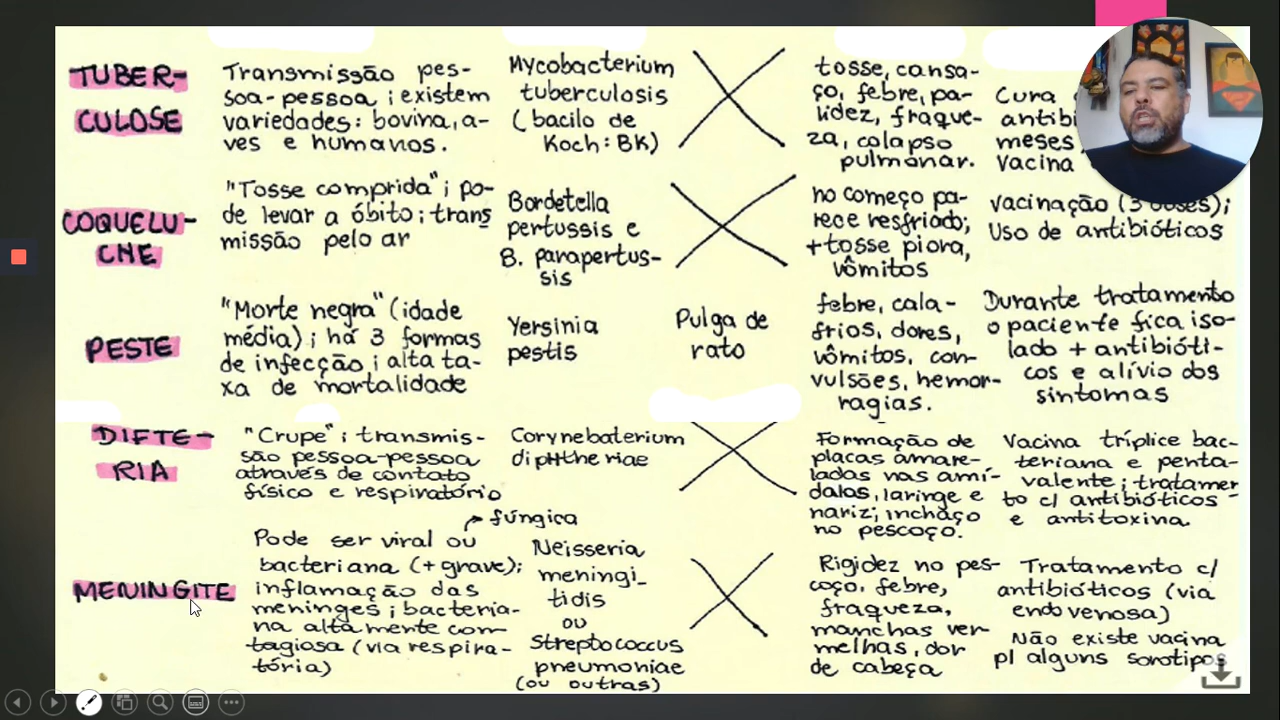 TUBER-
CULOSE
Transmissão pes-
soa-pessoa; existem
variedades: bovina, a-
ves e humanos.
Mycobacterium
tuberculosis
(bacilo de
Koch: BK)
tosse, cansa-
ço, febre, pa-
lidez, fraque-
za, colapso
pulmonar.
Cura
antibi
meses
vacina
COQUELU-
CHE
"Tosse comprida"; po-
de levar a óbito; trans
missão pelo ar
Bordetella
pertussis e
B. parapertus-
sis
no começo pa-
rece resfriado;
+tosse piora,
vômitos
vacinação (3 doses);
Uso de antibióticos
PESTE
"Morte negra" (idade
média); há 3 formas
de infecção; alta ta-
xa de mortalidade
Yersinia
pestis
Pulga de
rato
febre, cala-
frios, dores,
vômitos, con-
vulsões, hemor-
ragias.
Durante tratamento
o paciente fica iso-
lado + antibióti-
cos e alívio dos
sintomas
DIFTE-
RIA
"Crupe"; transmis-
são pessoa-pessoa
através de contato
físico e respiratório
Corynebaterium
diphtheriae
Formação de
placas amare-
ladas nas amí-
dalas, laringe e
nariz; inchaço
no pescoço.
Vacina tríplice bac-
teriana e penta-
valente; tratamen
to c/ antibióticos
e antitoxina.
MENINGITE
fúngica
Pode ser viral ou
bacteriana (+grave);
inflamação das
meninges; bacteria-
na altamente con-
tagiosa (via respira-
tória)
Neisseria
meningi_
tidis
ou
Streptococcus
pneumoniae
(ou outras)
Rigidez no pes-
coço, febre,
fraqueza,
manchas ver-
melhas, dor
de cabeça
Tratamento c/
antibióticos (via
endovenosa)
Não existe vacina
p/ alguns sorotipos